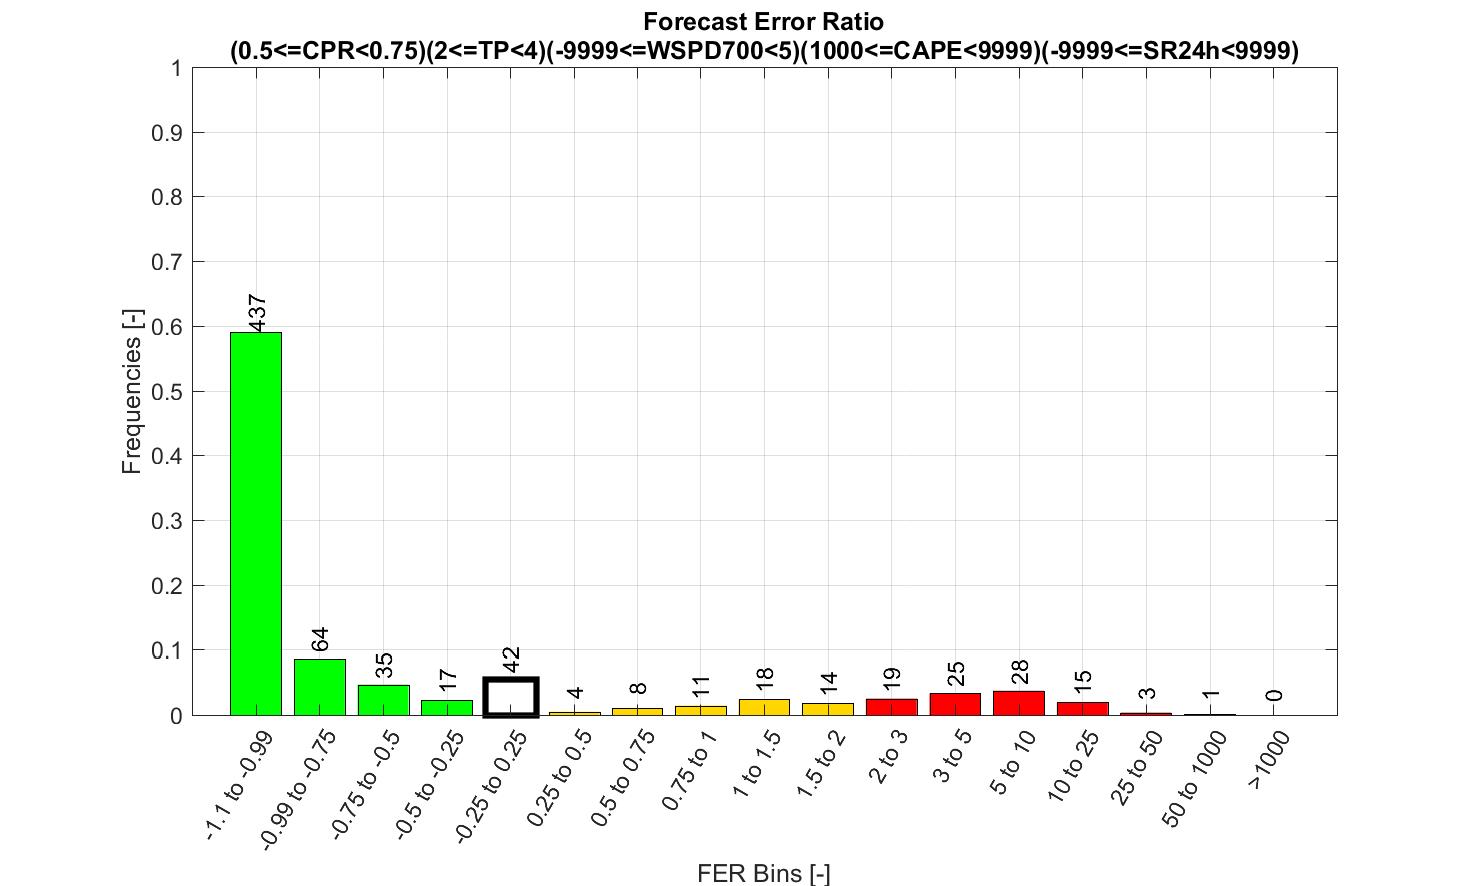 Forecast Error Ratio
(0.5<=CPR<0.75)(2<=TP<4)(-9999<=WSPD700<5)(1000<=CAPE<9999)(-9999<=SR24h<9999)
1
0.9
0.8
0.7
0.6
0.5
0.4
0.3
0.2
0.1
0
Frequencies [-]
437
64
35
17
42
4
8
11
18
14
19
25
28
15
3
1
0
-1.1 to -0.99
-0.99 to -0.75
-0.75 to -0.5
-0.5 to -0.25
-0.25 to 0.25
0.25 to 0.5
0.5 to 0.75
0.75 to 1
1 to 1.5
1.5 to 2
2 to 3
3 to 5
5 to 10
10 to 25
25 to 50
50 to 1000
>1000
FER Bins [-]